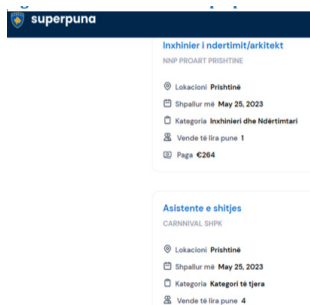 superpuna
Inxhinier i ndertimit/arkitekt
NNP PROART PRISHTINE
Lokacioni Prishtinë
Shpallur më May 25, 2023
Kategoria Inxhinieri dhe Ndërtimtari
Vende të lira pune 1
Paga €264
Asistente e shitjes
CARNNIVAL SHPK
Lokacioni Prishtinë
Shpallur më May 25, 2023
Kategoria Kategori të tjera
Vende të lira pune 4